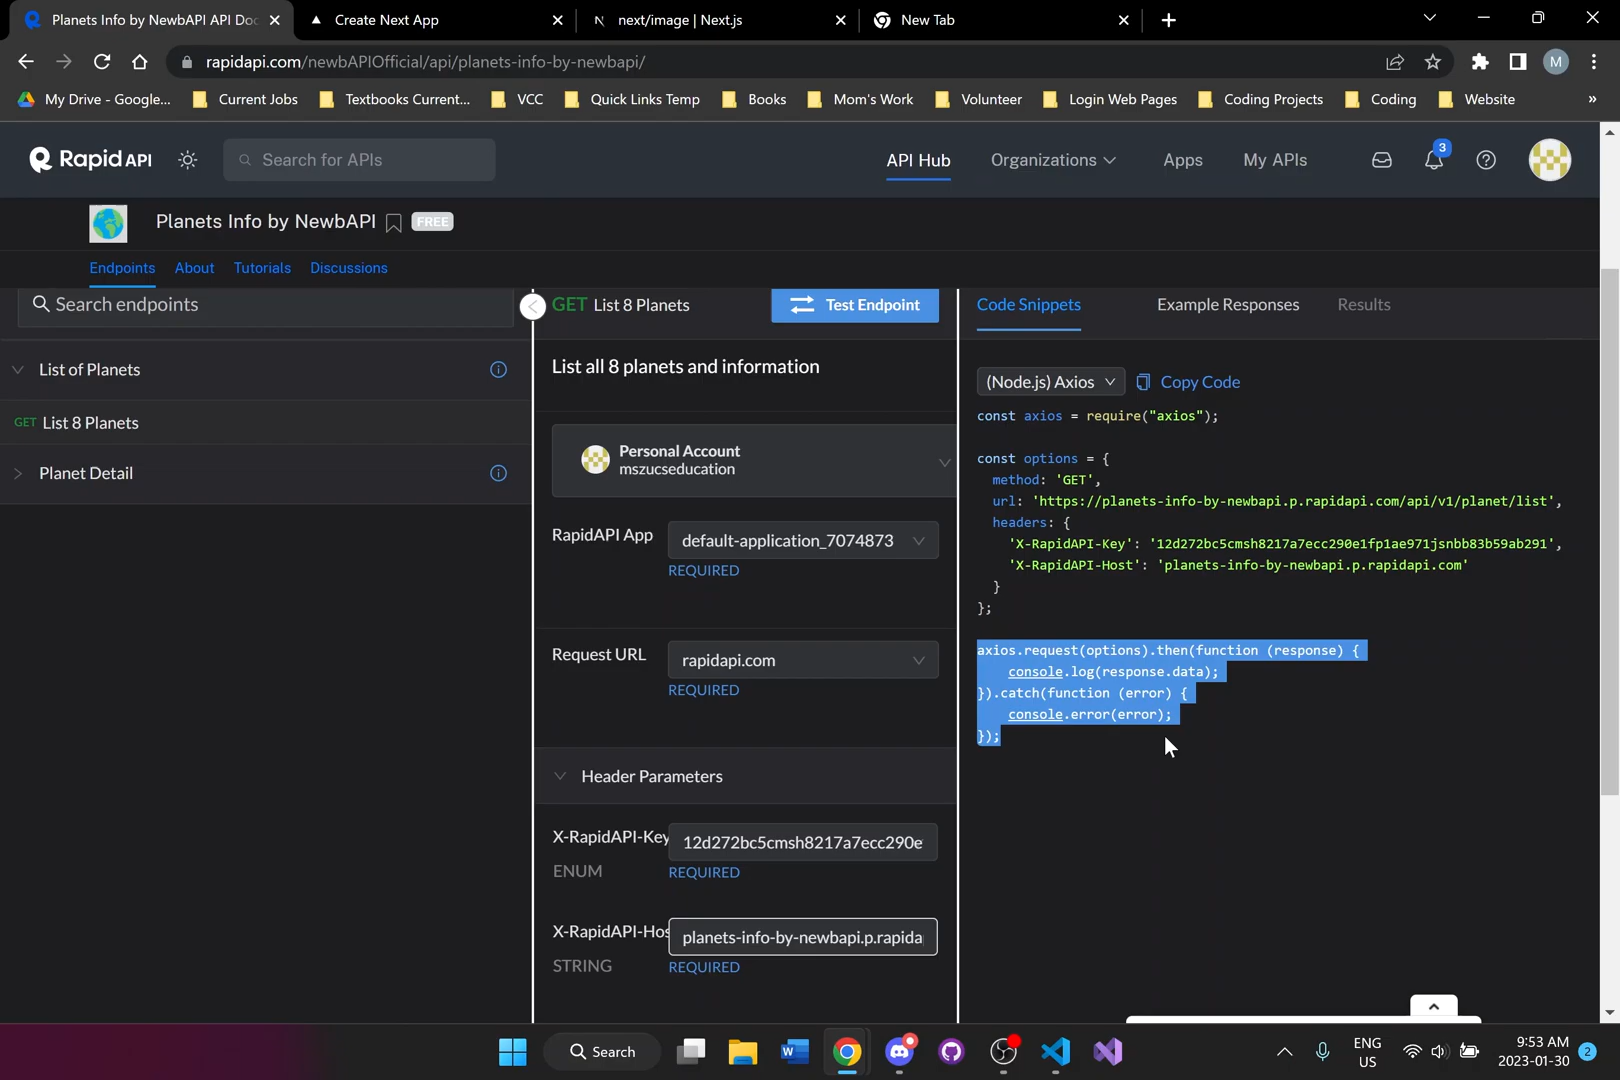 Planets Info by NewbAPI API Doc
Create Next App
next/image | Next.js
New Tab
rapidapi.com/newbAPIOfficial/api/planets-info-by-newbapi/
M
My Drive - Google...
Current Jobs
Textbooks Current...
VCC
Quick Links Temp
Books
Mom's Work
Volunteer
Login Web Pages
Coding Projects
Coding
Website
»
Rapid API
Search for APIs
API Hub
Organizations
Apps
My APIs
3
Planets Info by NewbAPI
FREE
Endpoints
About
Tutorials
Discussions
Search endpoints
List of Planets
GET List 8 Planets
Planet Detail
GET List 8 Planets
Test Endpoint
List all 8 planets and information
Personal Account
mszucseducation
RapidAPI App
default-application_7074873
REQUIRED
Request URL
rapidapi.com
REQUIRED
Header Parameters
X-RapidAPI-Key
12d272bc5cmsh8217a7ecc290e
ENUM
REQUIRED
X-RapidAPI-Hos
planets-info-by-newbapi.p.rapida
STRING
REQUIRED
Code Snippets
Example Responses
Results
(Node.js) Axios
Copy Code
const axios = require("axios");
const options = {
method: 'GET',
url: 'https://planets-info-by-newbapi.p.rapidapi.com/api/v1/planet/list',
headers: {
'X-RapidAPI-Key': '12d272bc5cmsh8217a7ecc290e1fp1ae971jsnbb83b59ab291',
'X-RapidAPI-Host': 'planets-info-by-newbapi.p.rapidapi.com'
}
};
axios.request(options).then(function (response) {
console.log(response.data);
}).catch(function (error) {
console.error(error);
});
Search
ENG
US
9:53 AM
2023-01-30
2